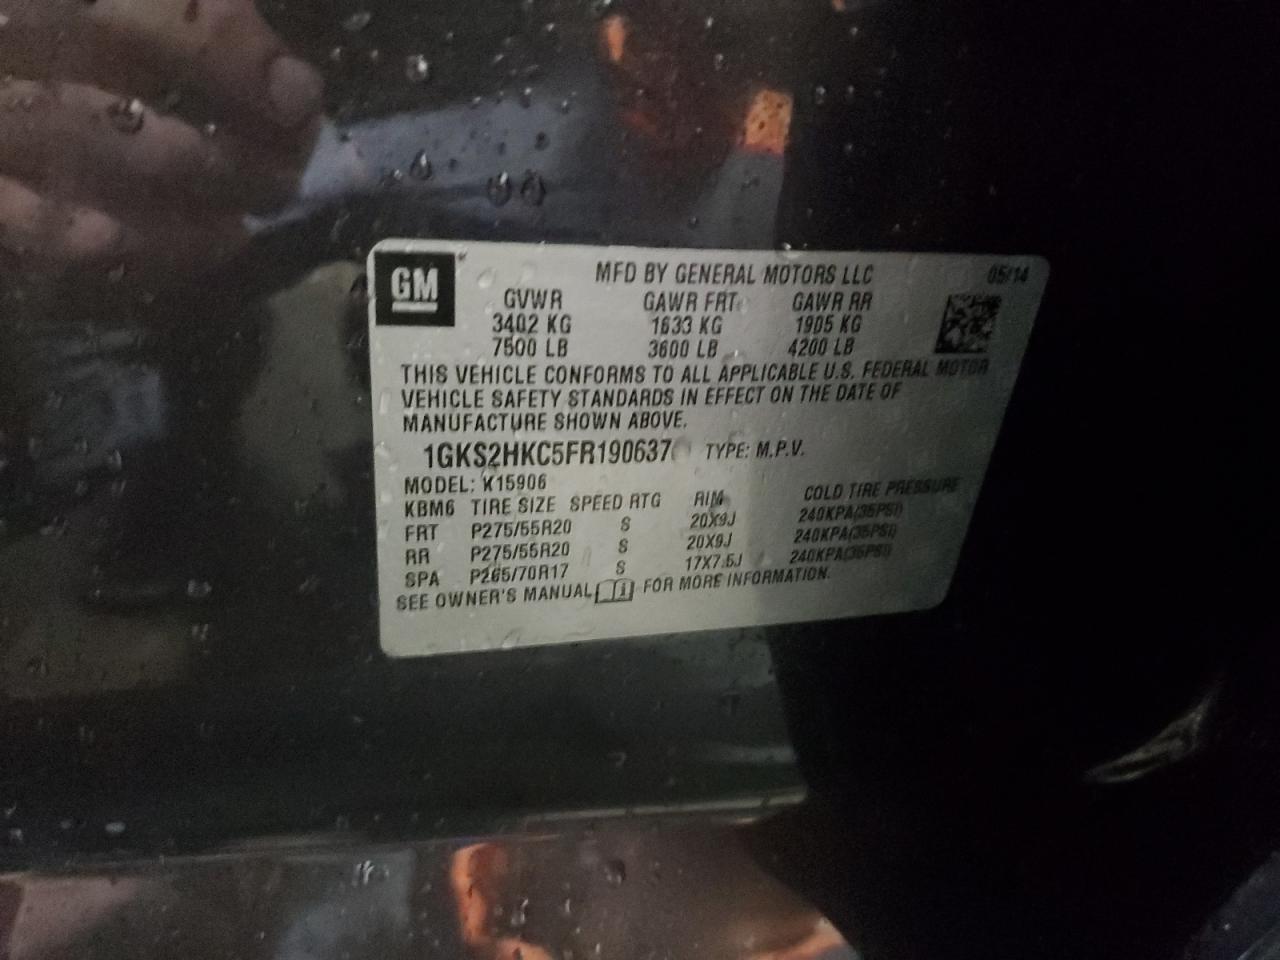 GM
MFD BY GENERAL MOTORS LLC 05/14
GVWR GAWR FRT GAWR RR
3402 KG 1633 KG 1905 KG
7500 LB 3600 LB 4200 LB
THIS VEHICLE CONFORMS TO ALL APPLICABLE U.S. FEDERAL MOTOR
VEHICLE SAFETY STANDARDS IN EFFECT ON THE DATE OF
MANUFACTURE SHOWN ABOVE.
1GKS2HKC5FR190637 TYPE: M.P.V.
MODEL: K15906
KBM6 TIRE SIZE SPEED RTG RIM COLD TIRE PRESSURE
FRT P275/55R20 S 20X9J 240KPA(35PSI)
RR P275/55R20 S 20X9J 240KPA(35PSI)
SPA P265/70R17 S 17X7.5J 240KPA(35PSI)
SEE OWNER'S MANUAL FOR MORE INFORMATION.